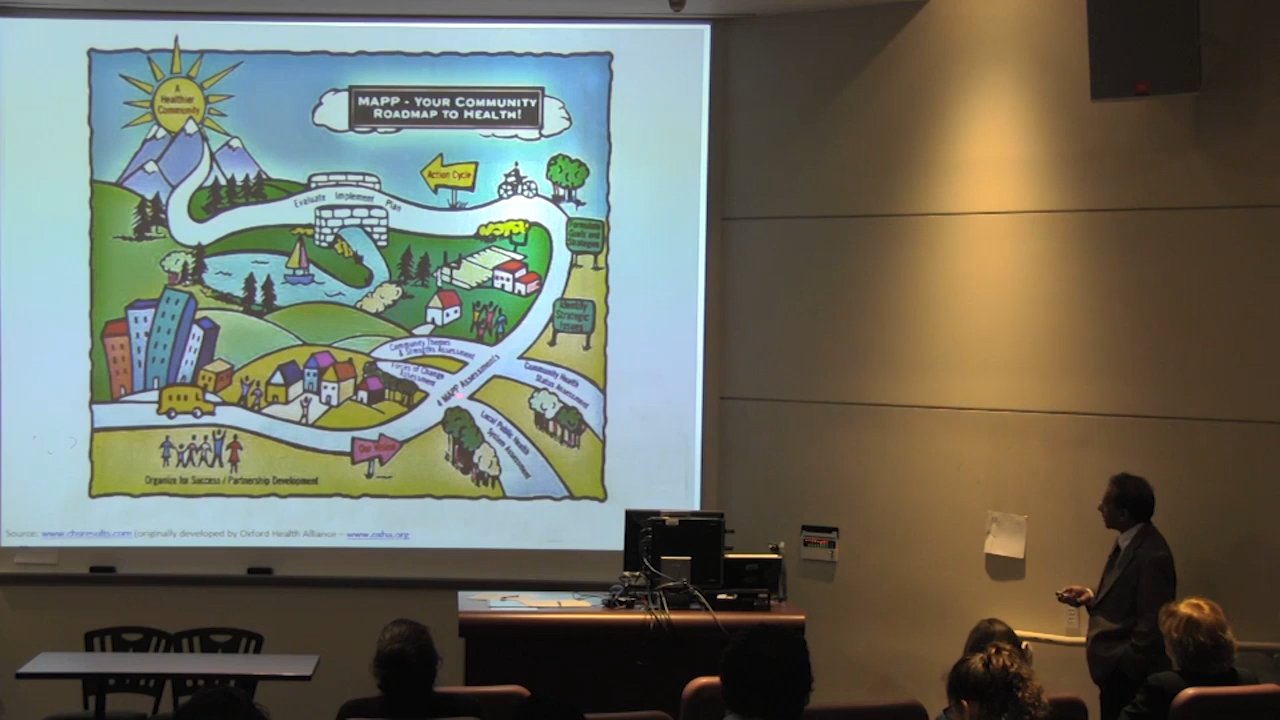 A
Healthier
Community
MAPP - Your Community
Roadmap to Health!
Action Cycle
Evaluate Implement Plan
Formulate
Goals and
Strategies
Identify
Strategic
Issues
Community Themes
& Strengths Assessment
Forces of Change
Assessment
4 MAPP Assessments
Community Health
Status Assessment
Local Public Health
System Assessment
Our Vision
Organize for Success / Partnership Development
Source: www.chsresults.com (originally developed by Oxford Health Alliance – www.oxha.org